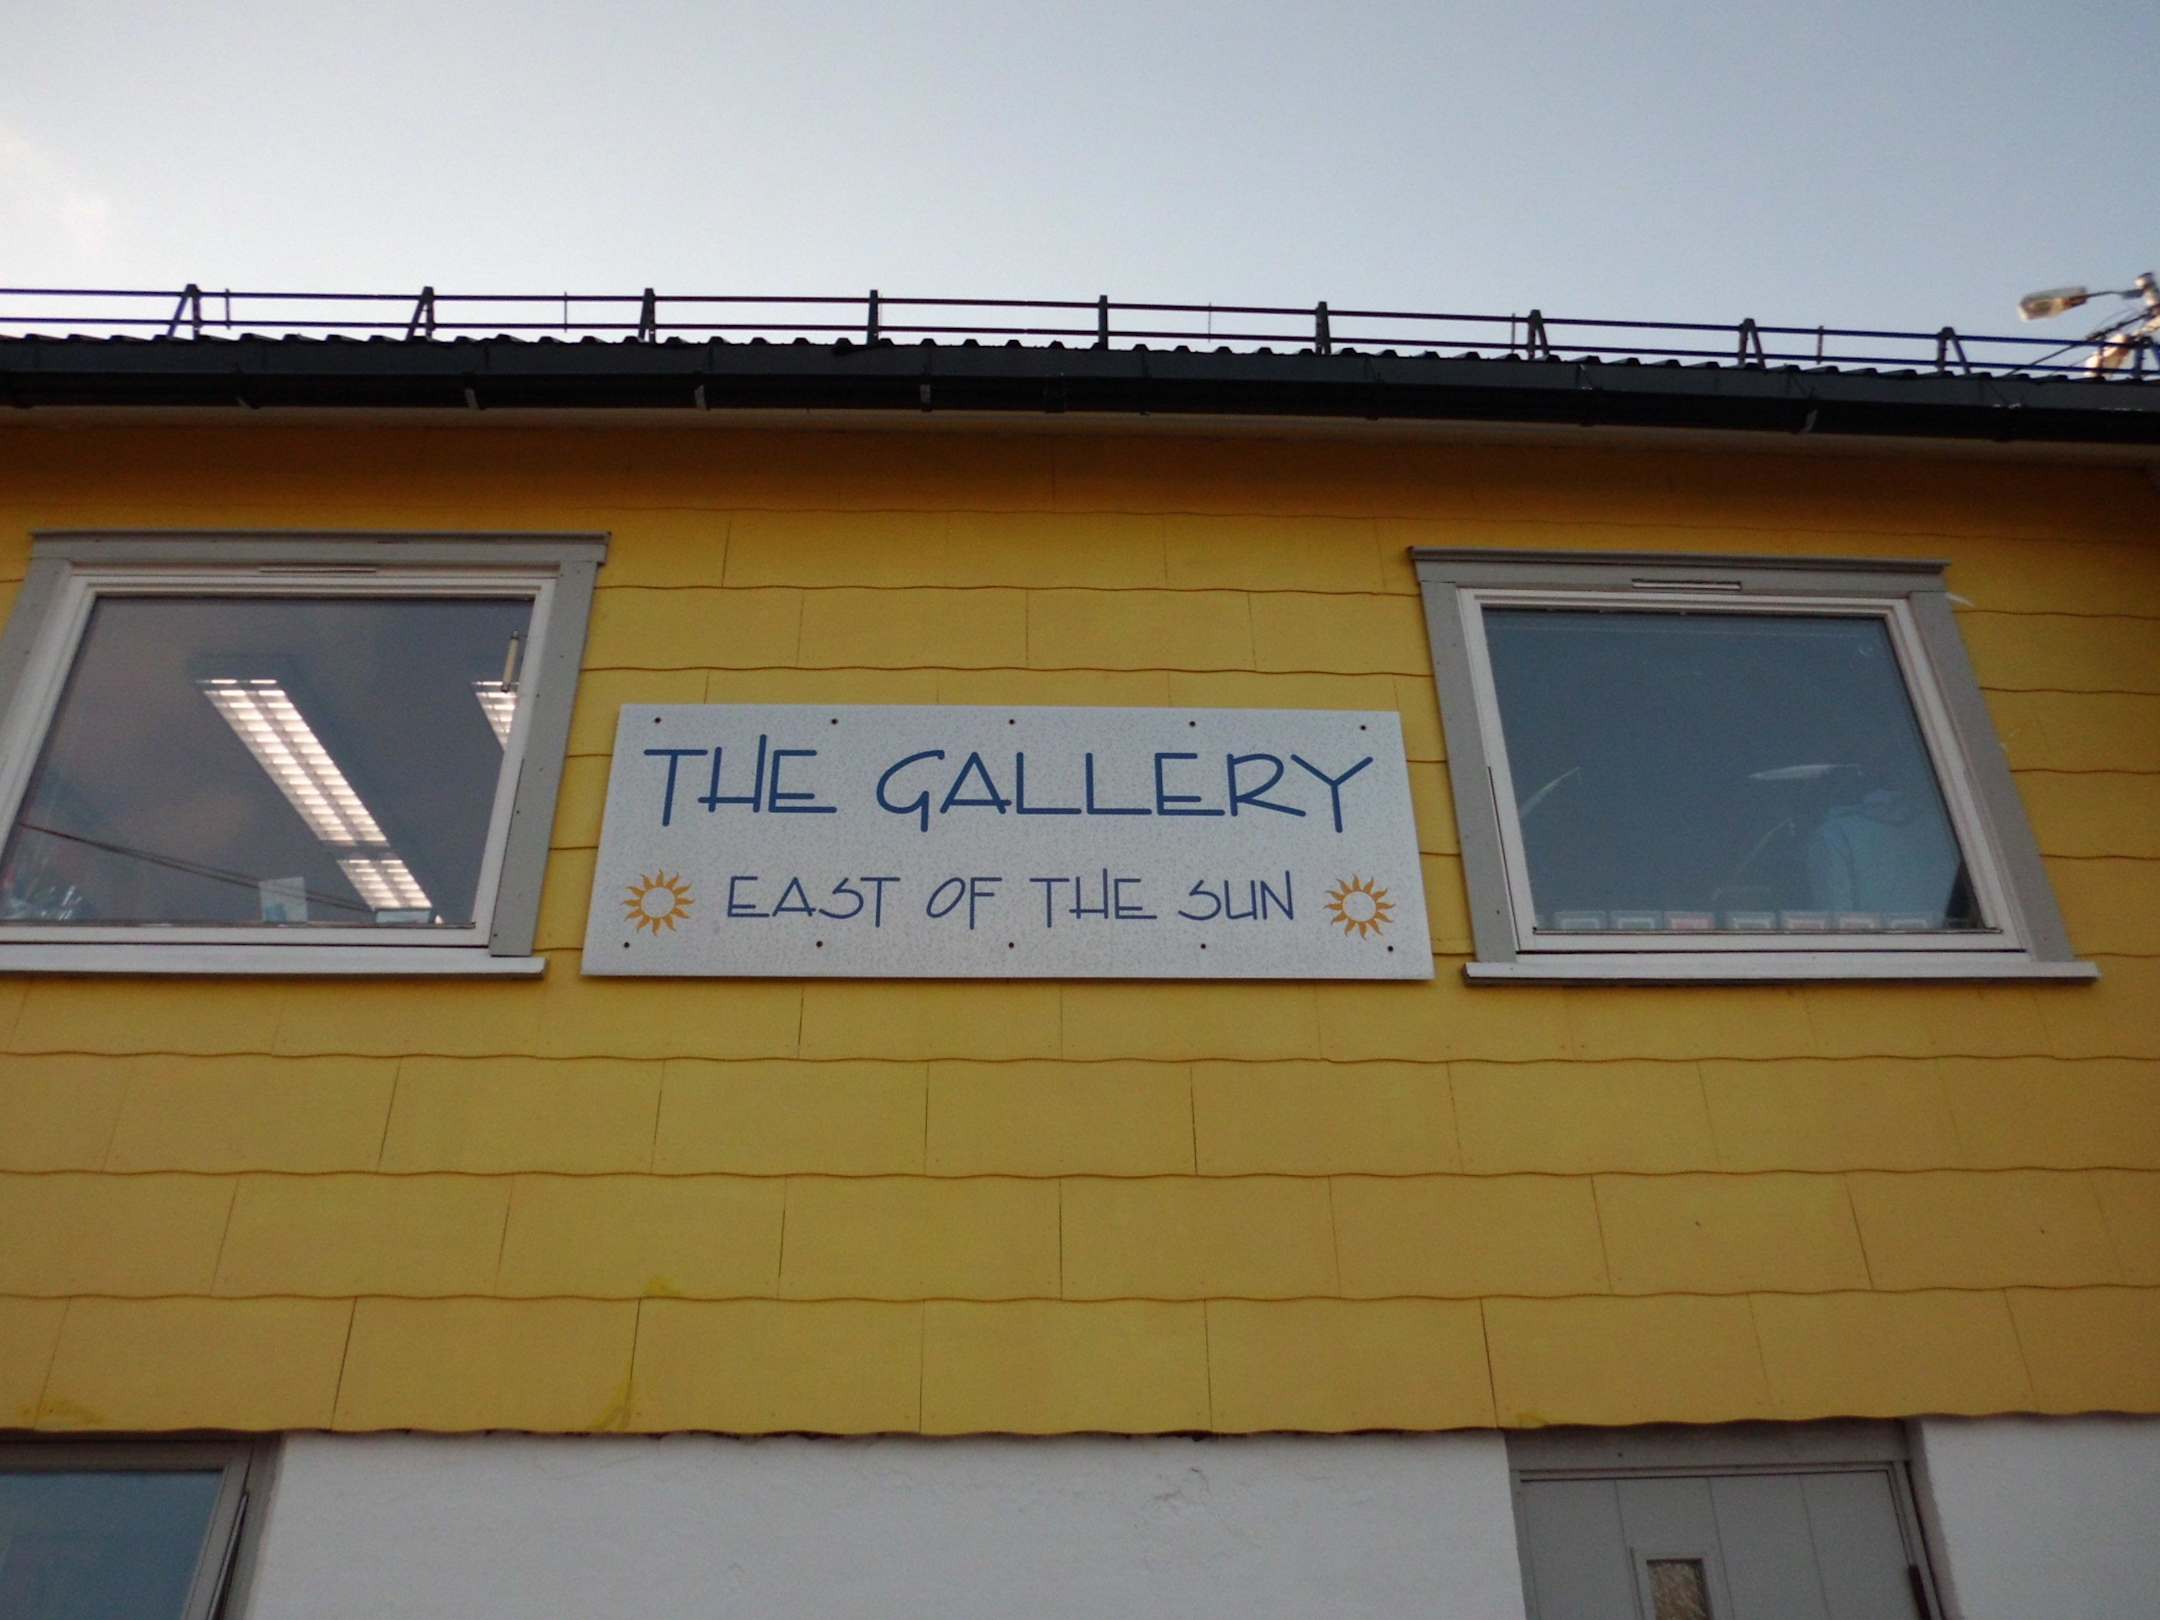 THE GALLERY
EAST OF THE SUN